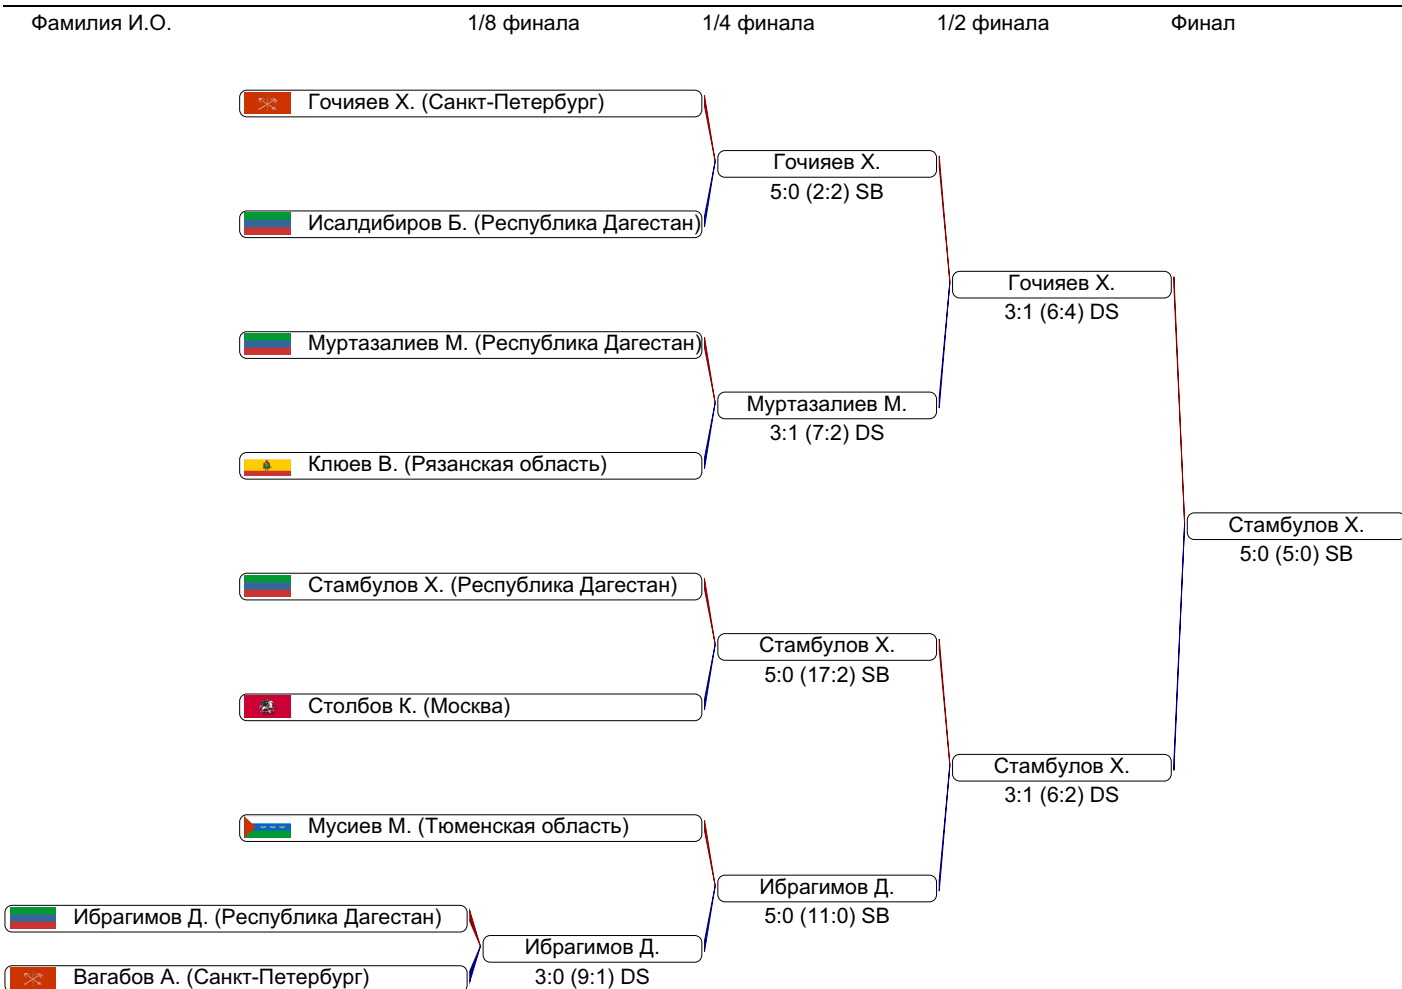 Фамилия И.О. 1/8 финала 1/4 финала 1/2 финала Финал
Гочияев Х. (Санкт-Петербург)
Гочияев Х.
5:0 (2:2) SB
Исалдибиров Б. (Республика Дагестан)
Гочияев Х.
3:1 (6:4) DS
Муртазалиев М. (Республика Дагестан)
Муртазалиев М.
3:1 (7:2) DS
Клюев В. (Рязанская область)
Стамбулов Х.
5:0 (5:0) SB
Стамбулов Х. (Республика Дагестан)
Стамбулов Х.
5:0 (17:2) SB
Столбов К. (Москва)
Стамбулов Х.
3:1 (6:2) DS
Мусиев М. (Тюменская область)
Ибрагимов Д.
5:0 (11:0) SB
Ибрагимов Д. (Республика Дагестан)
Ибрагимов Д.
3:0 (9:1) DS
Вагабов А. (Санкт-Петербург)